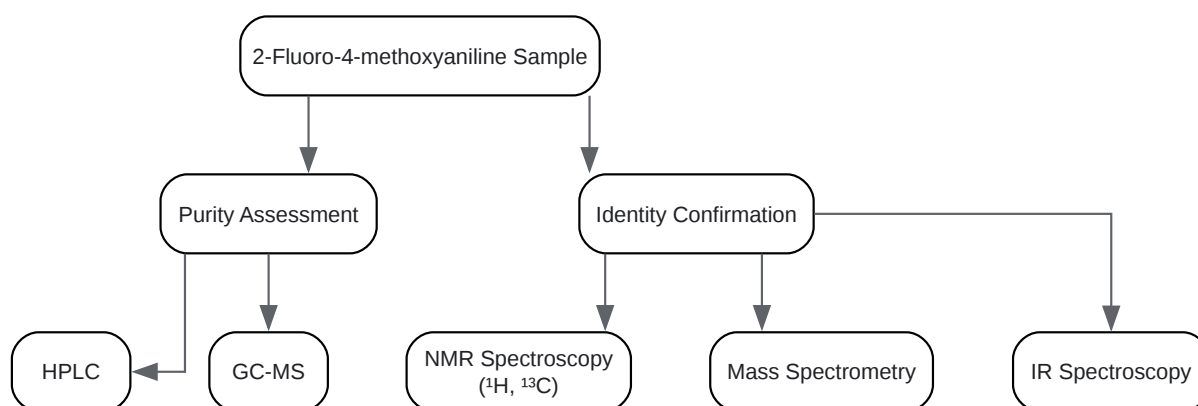 2-Fluoro-4-methoxyaniline Sample
Purity Assessment
Identity Confirmation
HPLC
GC-MS
NMR Spectroscopy
(¹H, ¹³C)
Mass Spectrometry
IR Spectroscopy